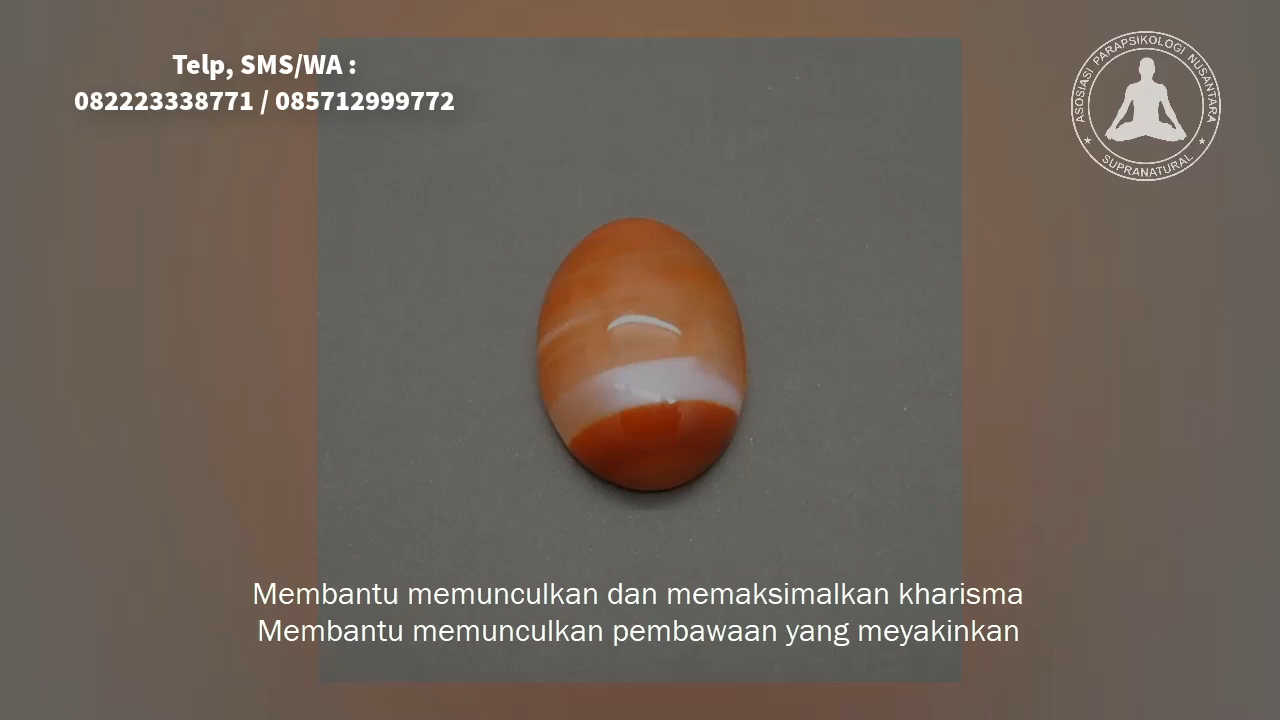 Telp, SMS/WA :
082223338771 / 085712999772
ASOSIASI PARAPSIKOLOGI NUSANTARA
SUPRANATURAL
Membantu memunculkan dan memaksimalkan kharisma
Membantu memunculkan pembawaan yang meyakinkan